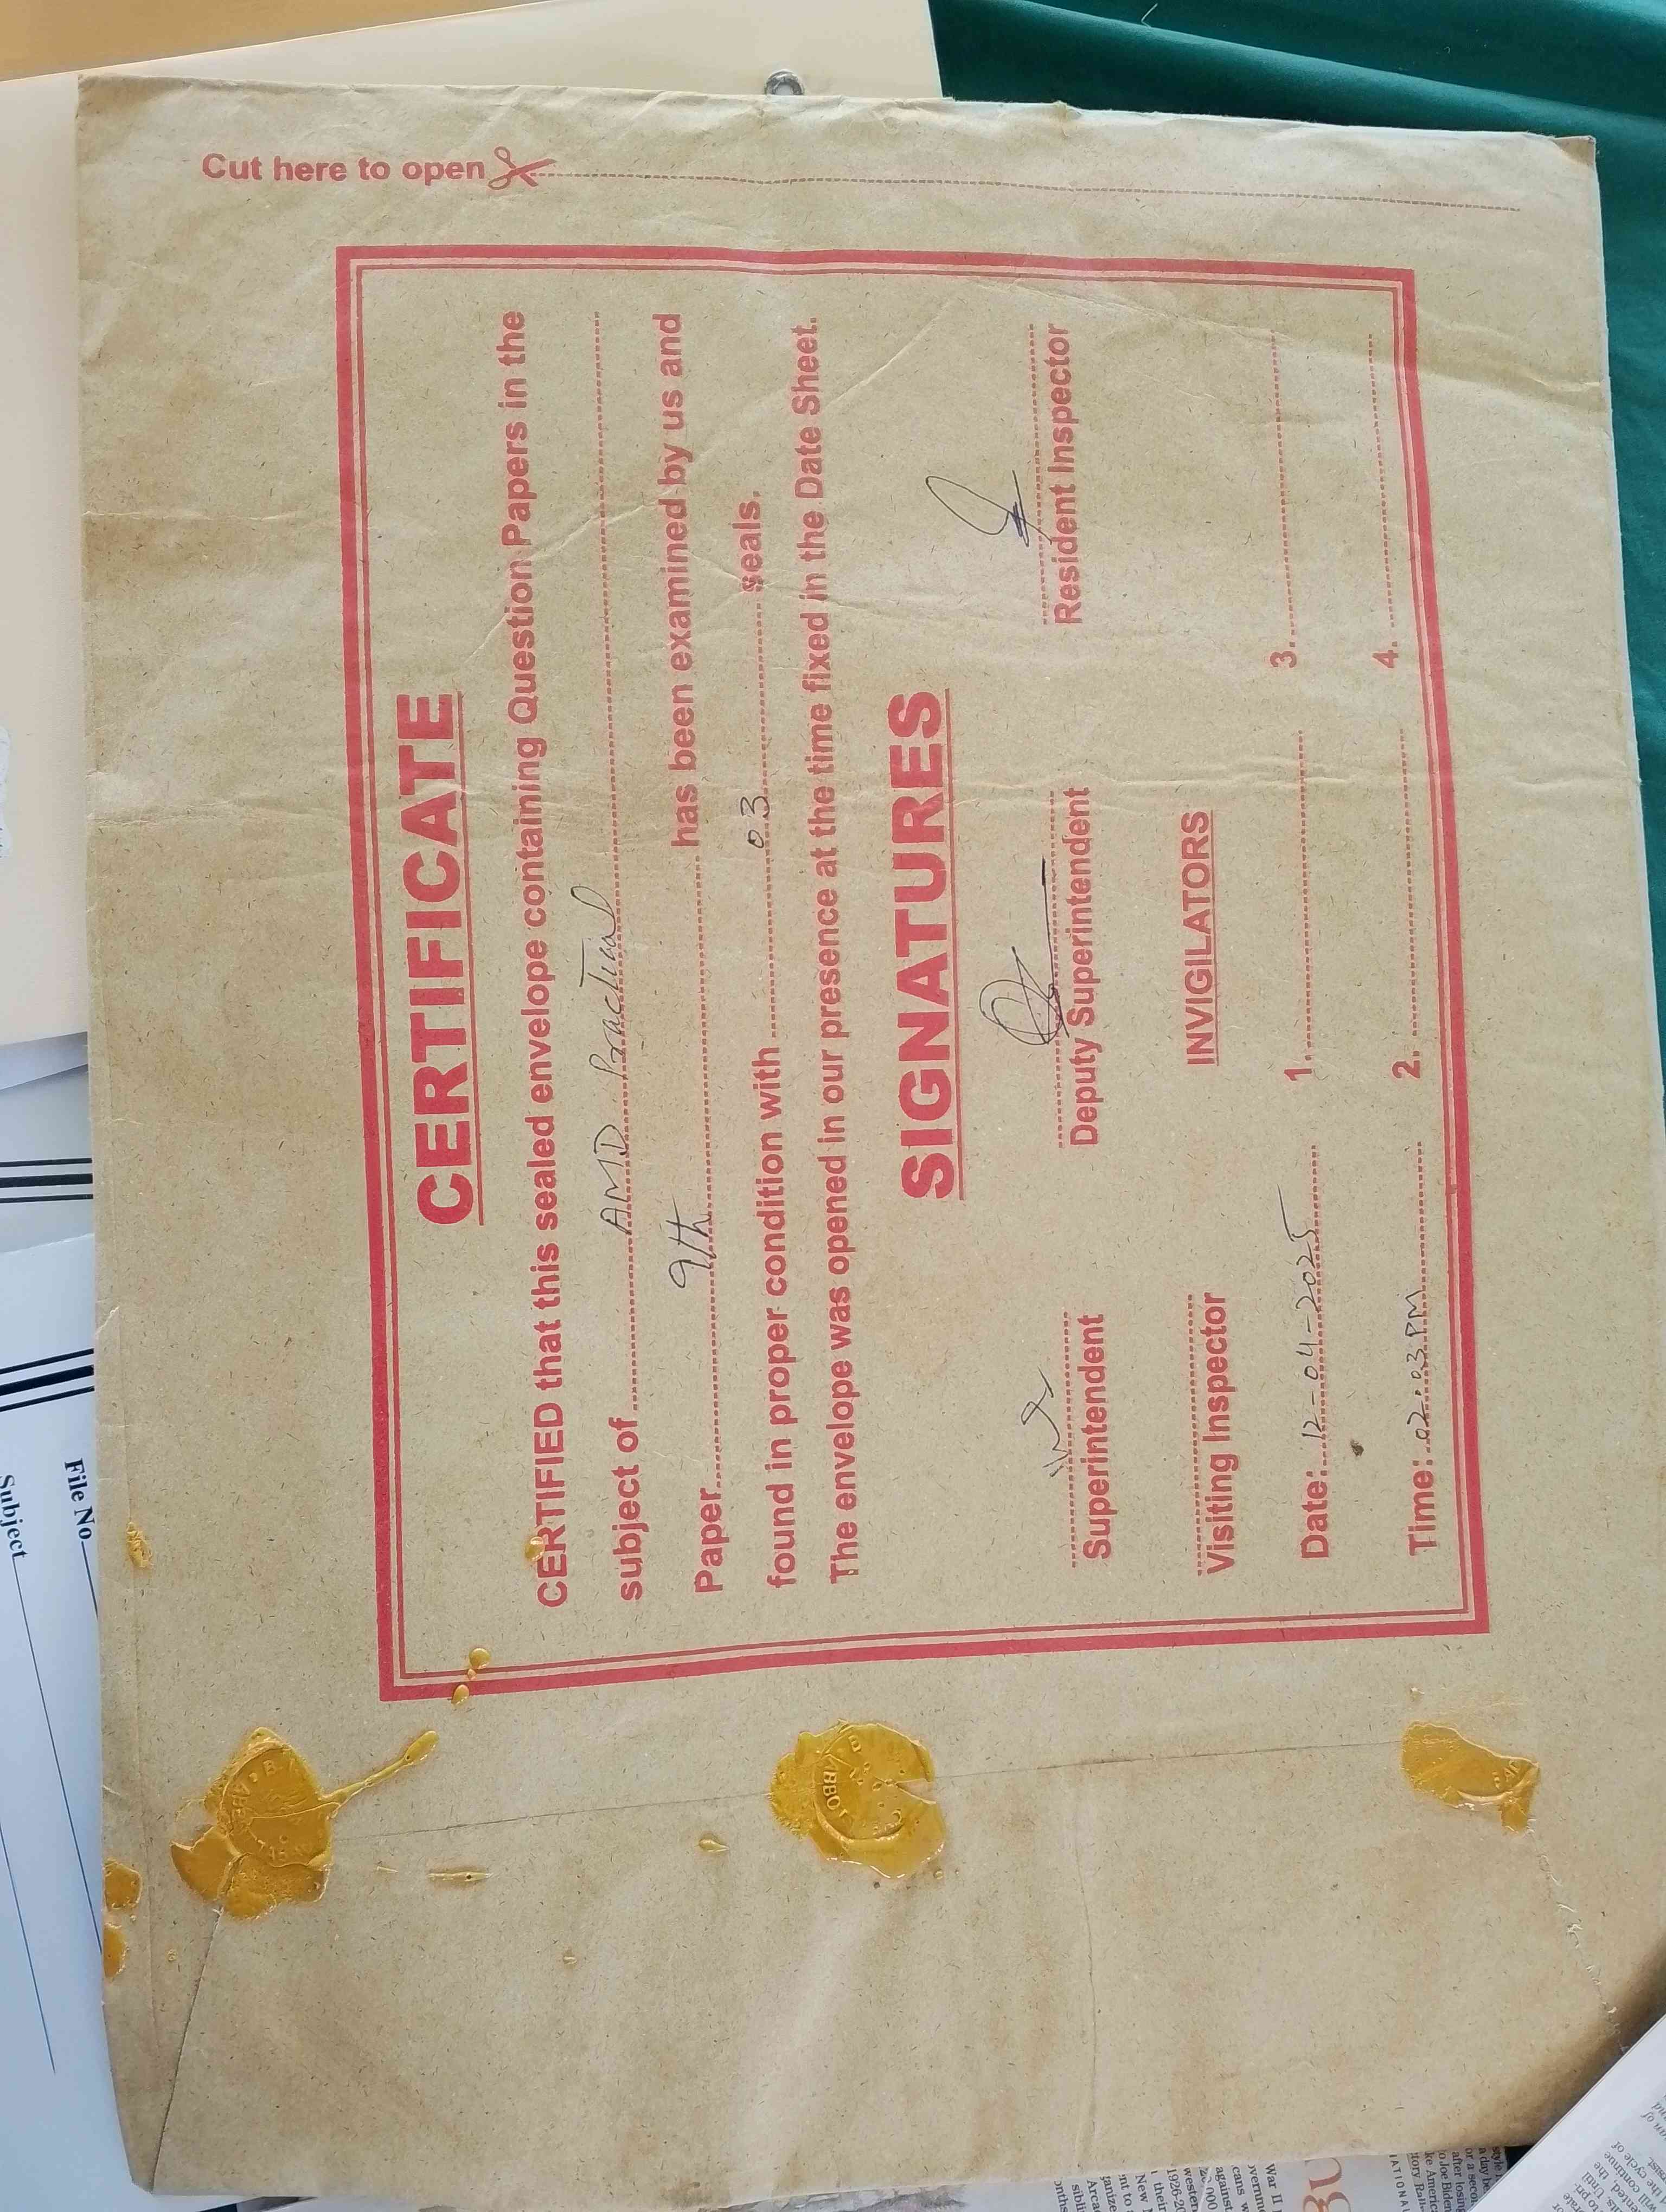 Cut here to open
CERTIFICATE
CERTIFIED that this sealed envelope containing Question Papers in the
subject of AMD Practical
Paper 9th has been examined by us and
found in proper condition with 03 seals.
The envelope was opened in our presence at the time fixed in the Date Sheet.
SIGNATURES
Superintendent Deputy Superintendent Resident Inspector
Visiting Inspector INVIGILATORS
Date: 12-04-2025 1. 3.
Time: 02:03 PM 2. 4.
File No
Subject